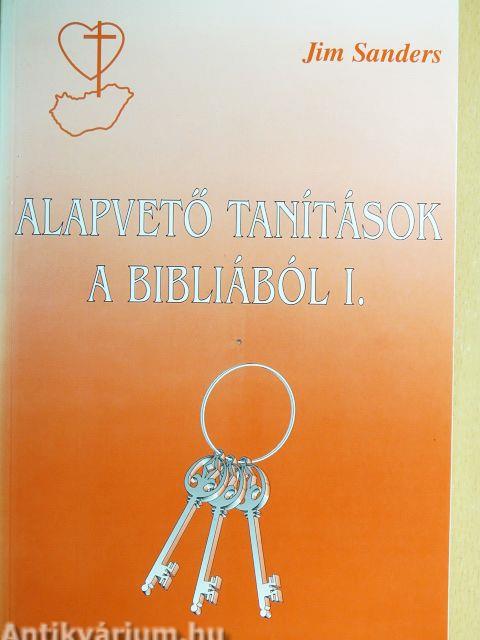 Jim Sanders
ALAPVETŐ TANÍTÁSOK
A BIBLIÁBÓL I.
Antikvárium.hu